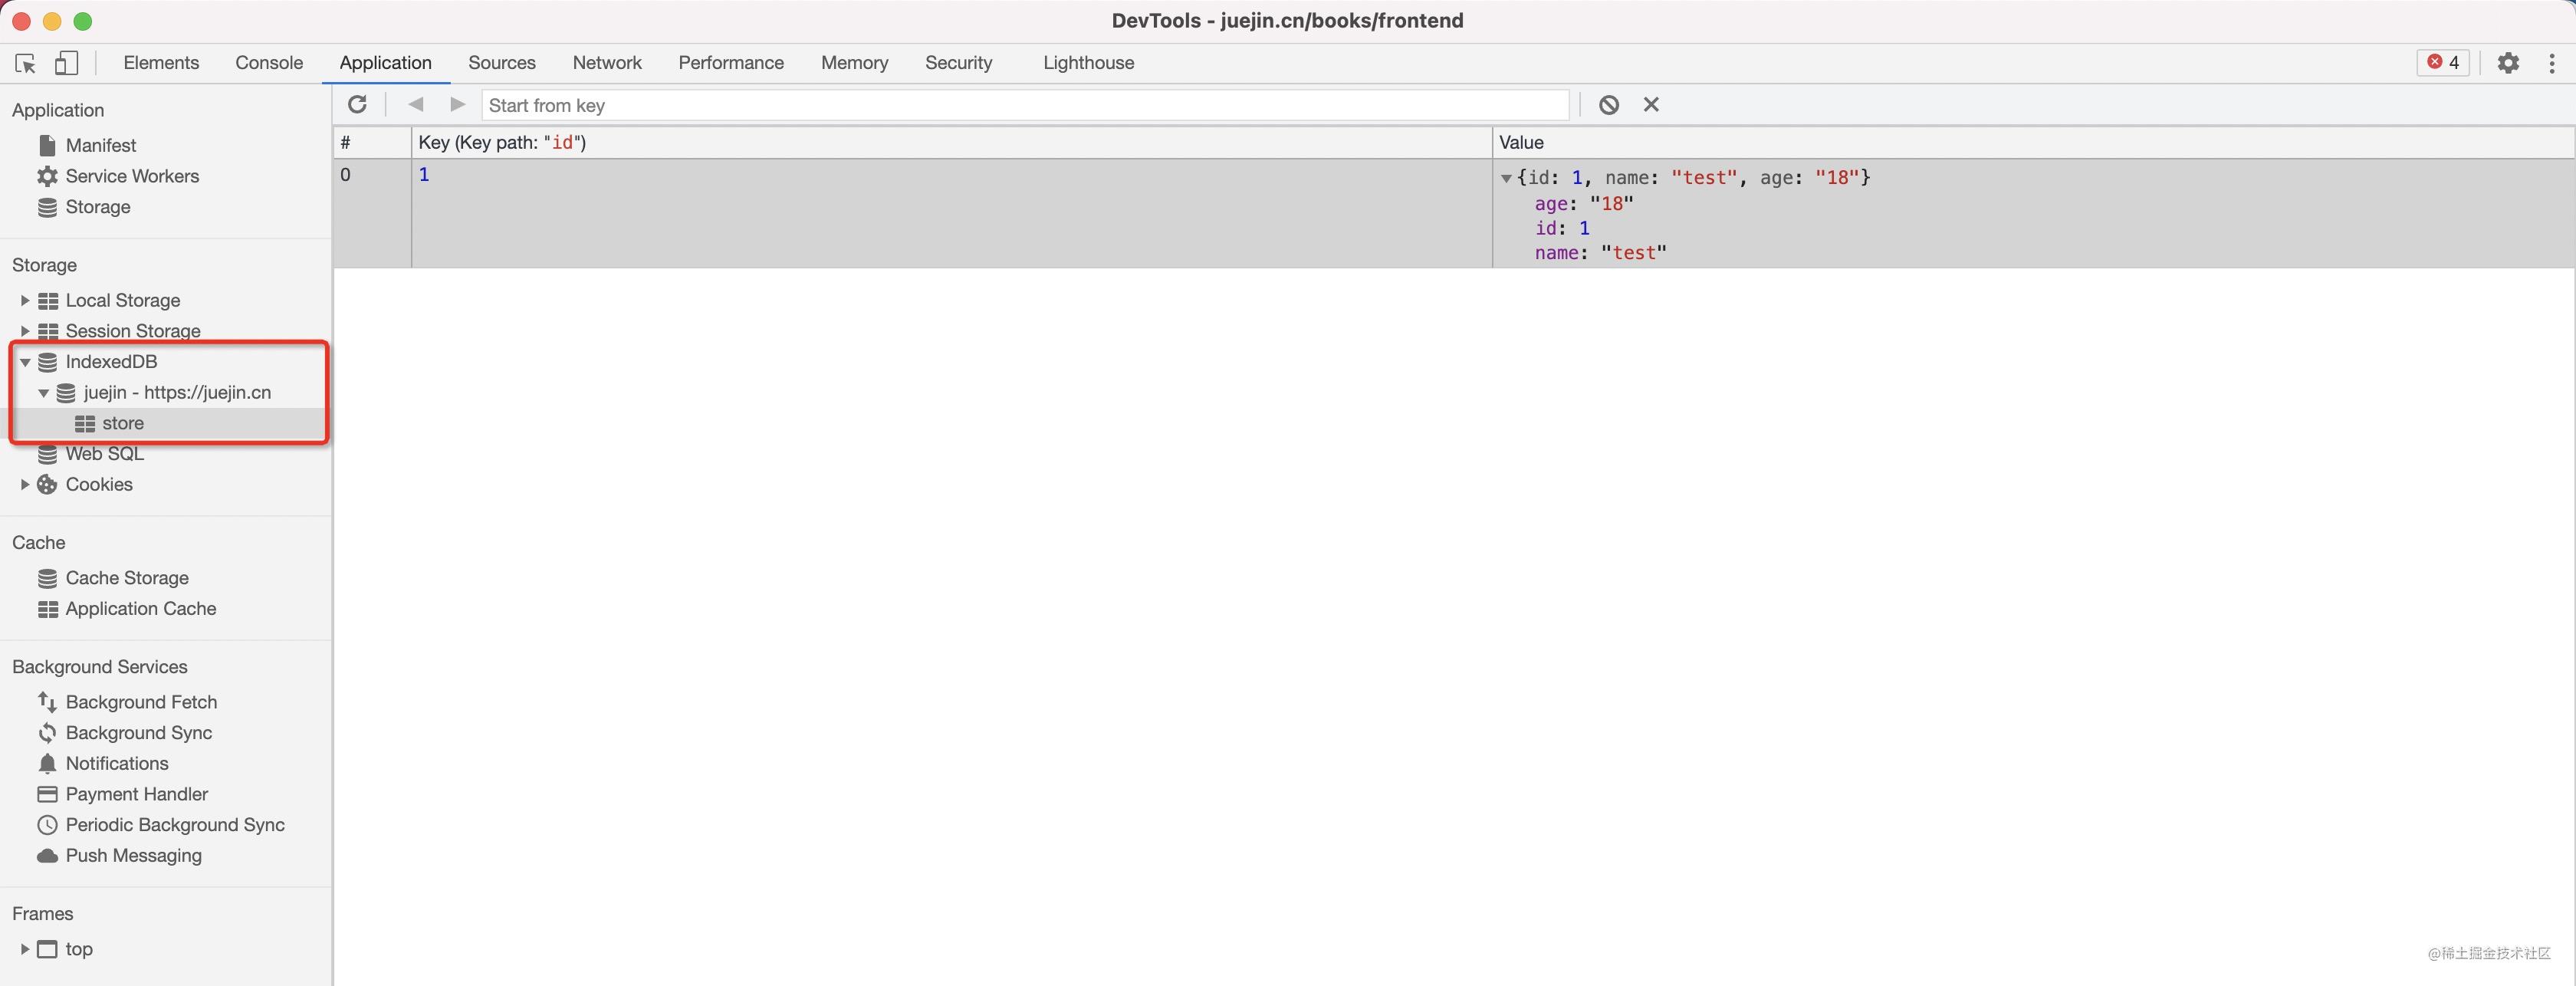 DevTools - juejin.cn/books/frontend
Elements Console Application Sources Network Performance Memory Security Lighthouse 4
Application
Manifest
Service Workers
Storage
Storage
Local Storage
Session Storage
IndexedDB
juejin - https://juejin.cn
store
Web SQL
Cookies
Cache
Cache Storage
Application Cache
Background Services
Background Fetch
Background Sync
Notifications
Payment Handler
Periodic Background Sync
Push Messaging
Frames
top
Start from key
# Key (Key path: "id") Value
0 1 {id: 1, name: "test", age: "18"}
age: "18"
id: 1
name: "test"
@稀土掘金技术社区